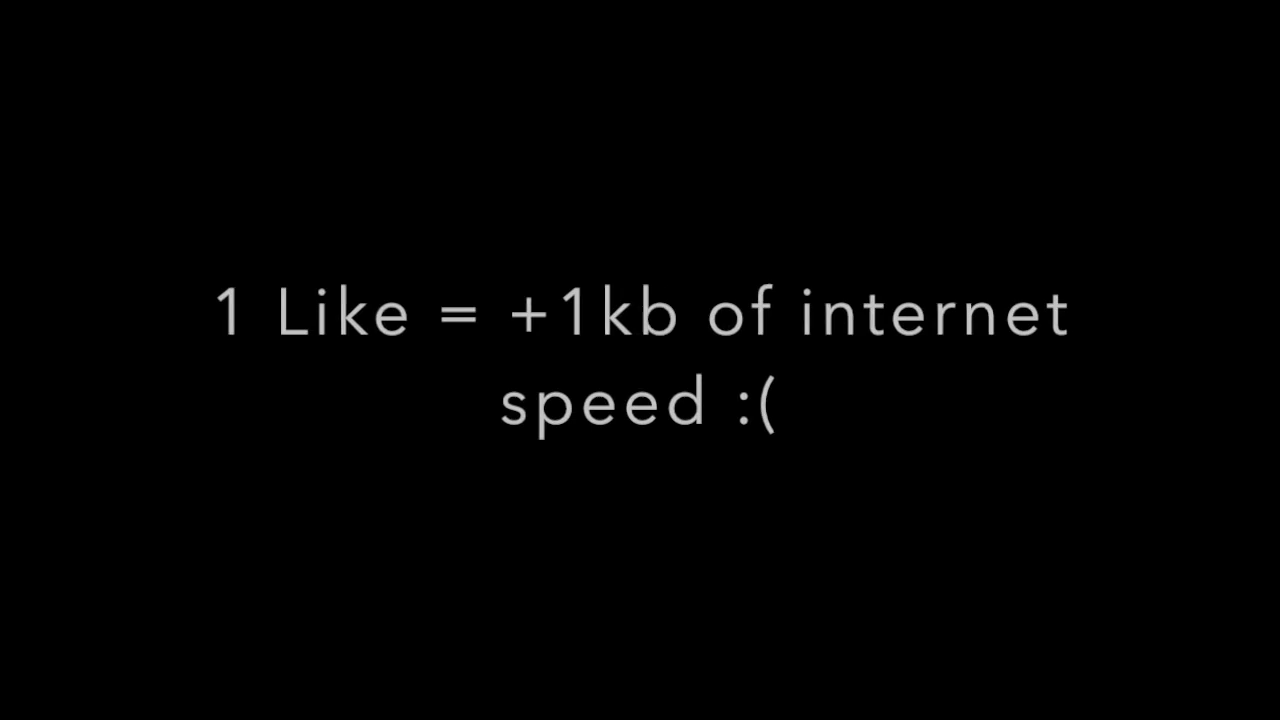 1 Like = +1kb of internet
speed :(